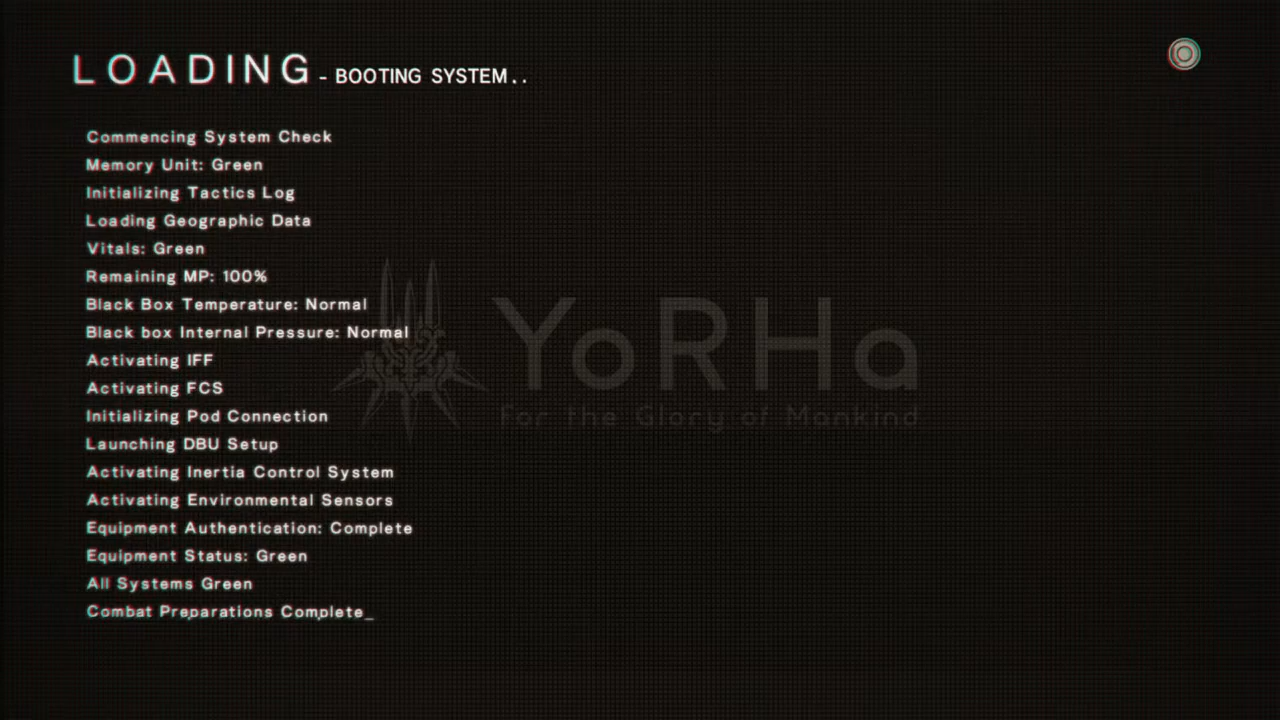 LOADING - BOOTING SYSTEM..
Commencing System Check
Memory Unit: Green
Initializing Tactics Log
Loading Geographic Data
Vitals: Green
Remaining MP: 100%
Black Box Temperature: Normal
Black box Internal Pressure: Normal
Activating IFF
Activating FCS
Initializing Pod Connection
Launching DBU Setup
Activating Inertia Control System
Activating Environmental Sensors
Equipment Authentication: Complete
Equipment Status: Green
All Systems Green
Combat Preparations Complete_
YoRHa
For the Glory of Mankind